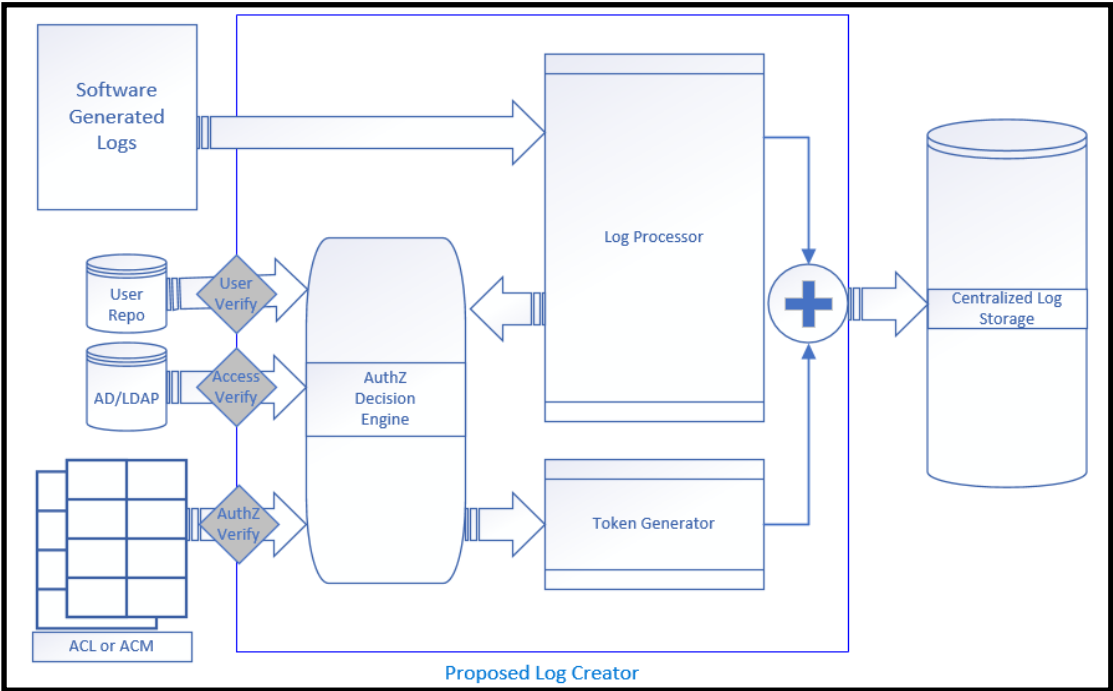 Software
Generated
Logs
Log Processor
User
Repo
User
Verify
Centralized Log
Storage
AD/LDAP
Access
Verify
AuthZ
Decision
Engine
AuthZ
Verify
Token Generator
ACL or ACM
Proposed Log Creator